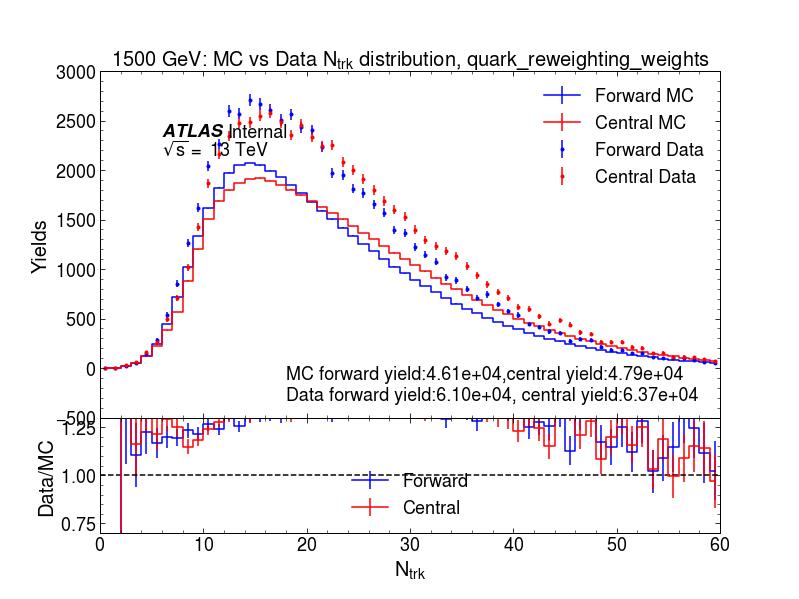 1500 GeV: MC vs Data Ntrk distribution, quark_reweighting_weights
3000
2500
2000
1500
1000
500
0
−500
Yields
ATLAS Internal
√s = 13 TeV
Forward MC
Central MC
Forward Data
Central Data
MC forward yield:4.61e+04,central yield:4.79e+04
Data forward yield:6.10e+04, central yield:6.37e+04
1.25
1.00
0.75
Data/MC
Forward
Central
0 10 20 30 40 50 60
Ntrk